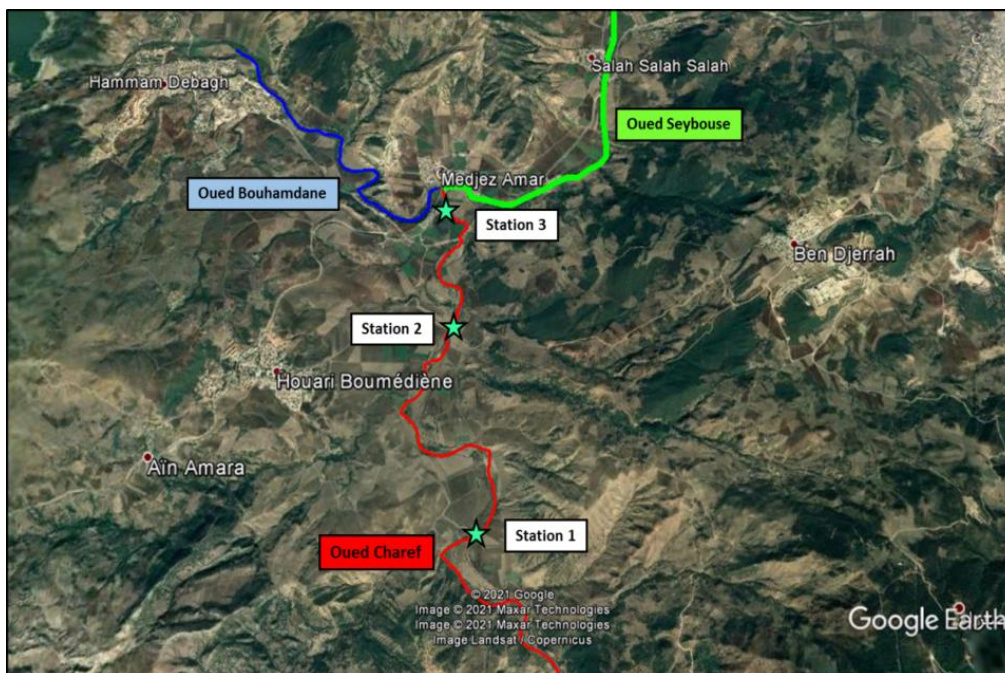 Hammam Debagh
Salah Salah Salah
Oued Seybouse
Medjez Amar
Oued Bouhamdane
Station 3
Ben Djerrah
Station 2
Houari Boumédiène
Aïn Amara
Station 1
Oued Charef
© 2021 Google
Image © 2021 Maxar Technologies
Image © 2021 Maxar Technologies
Image Landsat / Copernicus
Google Earth